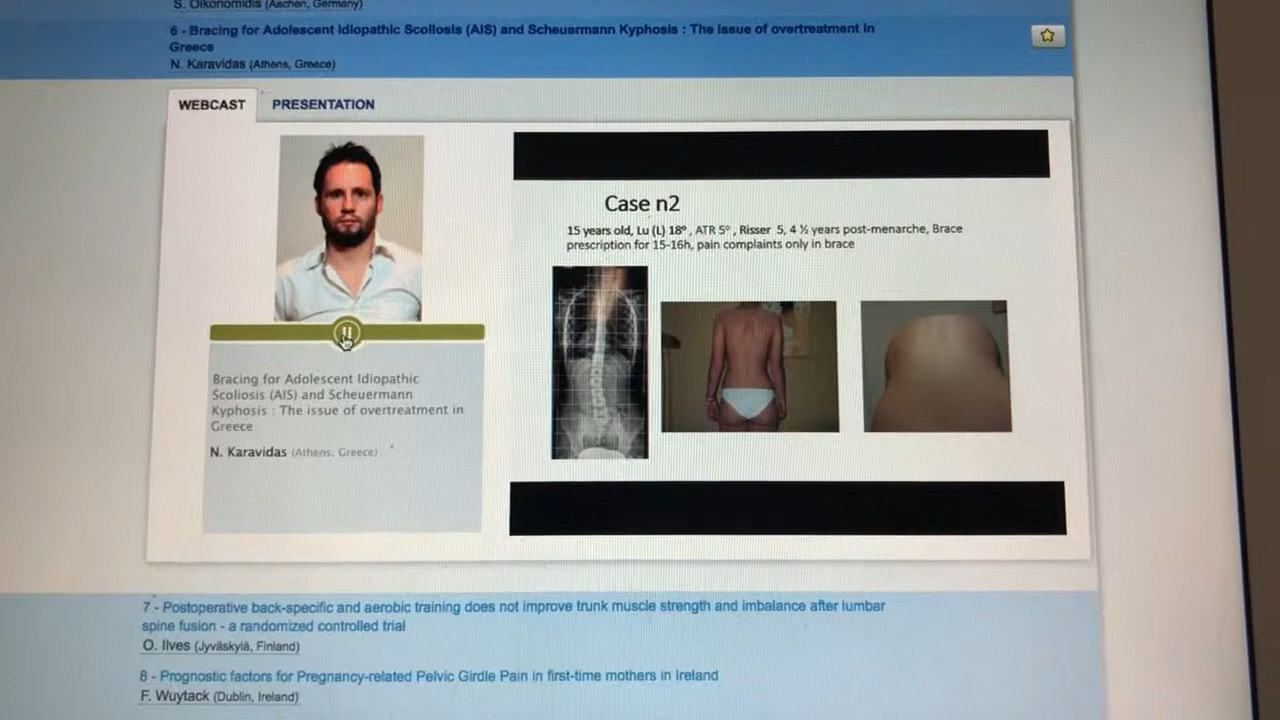 S. Oikonomidis (Aachen, Germany)
6 - Bracing for Adolescent Idiopathic Scoliosis (AIS) and Scheuermann Kyphosis : The issue of overtreatment in
Greece
N. Karavidas (Athens, Greece)
WEBCAST PRESENTATION
Case n2
15 years old, Lu (L) 18º , ATR 5º , Risser 5, 4 ½ years post-menarche, Brace
prescription for 15-16h, pain complaints only in brace
Bracing for Adolescent Idiopathic
Scoliosis (AIS) and Scheuermann
Kyphosis : The issue of overtreatment in
Greece
N. Karavidas (Athens, Greece)
7 - Postoperative back-specific and aerobic training does not improve trunk muscle strength and imbalance after lumbar
spine fusion - a randomized controlled trial
O. Ilves (Jyväskylä, Finland)
8 - Prognostic factors for Pregnancy-related Pelvic Girdle Pain in first-time mothers in Ireland
F. Wuytack (Dublin, Ireland)